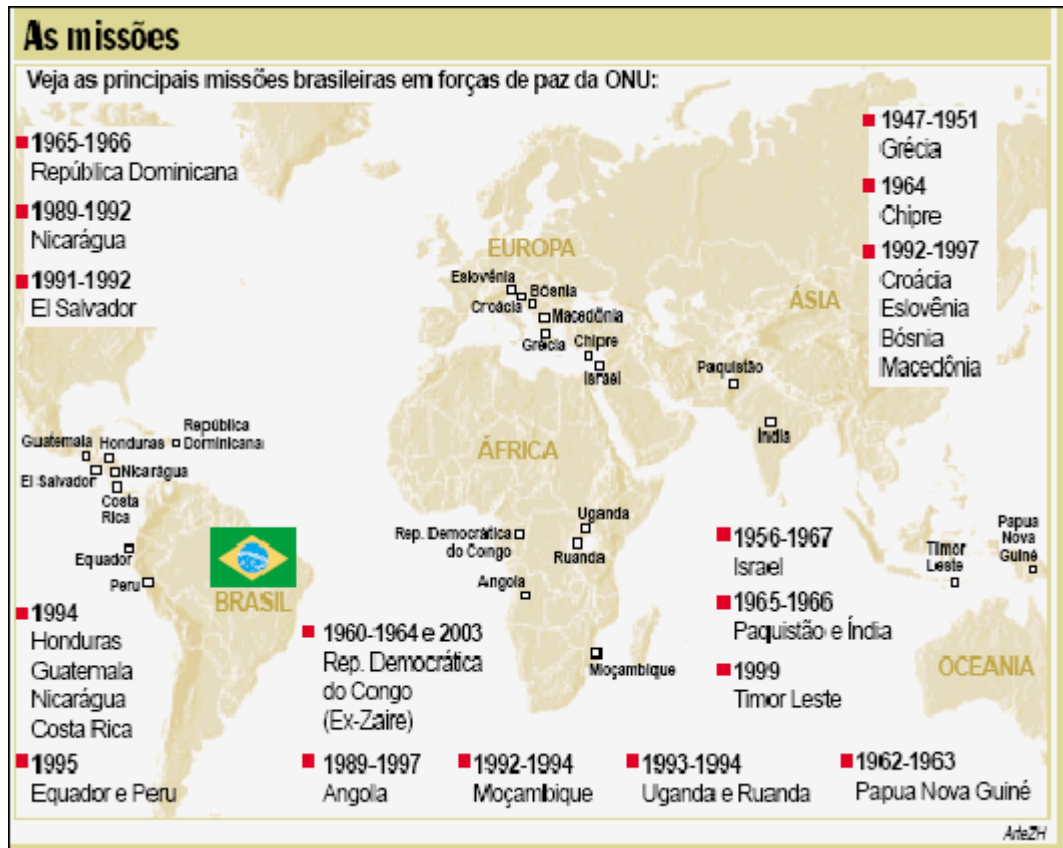 As missões
Veja as principais missões brasileiras em forças de paz da ONU:
1965-1966
República Dominicana
1989-1992
Nicarágua
1991-1992
El Salvador
1947-1951
Grécia
1964
Chipre
1992-1997
Croácia
Eslovênia
Bósnia
Macedônia
EUROPA
Eslovênia
Bósnia
Croácia
Macedônia
Grécia
Chipre
Israel
ÁSIA
Paquistão
Índia
República
Dominicana
Guatemala
Honduras
El Salvador
Nicarágua
Costa
Rica
Equador
Peru
BRASIL
ÁFRICA
Uganda
Rep. Democrática
do Congo
Ruanda
Angola
Moçambique
Timor
Leste
Papua
Nova
Guiné
OCEANIA
1956-1967
Israel
1965-1966
Paquistão e Índia
1999
Timor Leste
1994
Honduras
Guatemala
Nicarágua
Costa Rica
1960-1964 e 2003
Rep. Democrática
do Congo
(Ex-Zaire)
1995
Equador e Peru
1989-1997
Angola
1992-1994
Moçambique
1993-1994
Uganda e Ruanda
1962-1963
Papua Nova Guiné
ArteZH